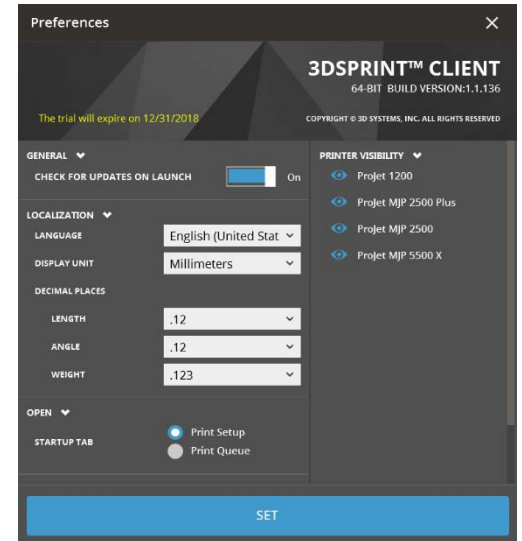 Preferences
3DSPRINT™ CLIENT
64-BIT BUILD VERSION:1.1.136
The trial will expire on 12/31/2018
COPYRIGHT © 3D SYSTEMS, INC. ALL RIGHTS RESERVED
GENERAL
CHECK FOR UPDATES ON LAUNCH On
LOCALIZATION
LANGUAGE English (United Stat
DISPLAY UNIT Millimeters
DECIMAL PLACES
LENGTH .12
ANGLE .12
WEIGHT .123
OPEN
STARTUP TAB
Print Setup
Print Queue
PRINTER VISIBILITY
ProJet 1200
ProJet MJP 2500 Plus
ProJet MJP 2500
ProJet MJP 5500 X
SET